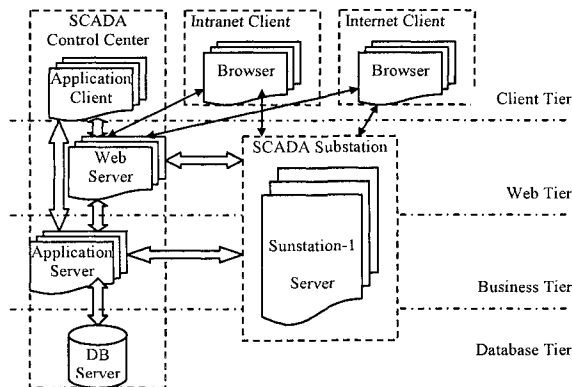 SCADA
Control Center
Intranet Client
Internet Client
Application
Client
Browser
Browser
Client Tier
Web
Server
SCADA Substation
Web Tier
Application
Server
Sunstation-1
Server
Business Tier
DB
Server
Database Tier